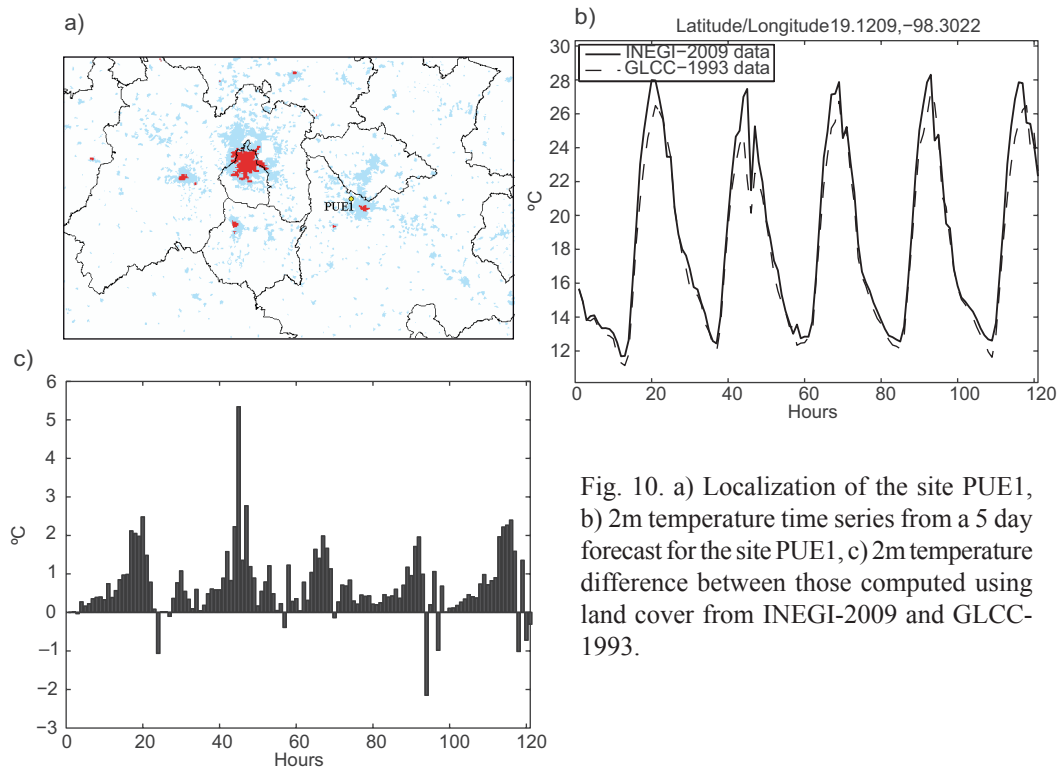 a)
PUE1
b)
Latitude/Longitude19.1209,−98.3022
30
28
26
24
22
20
18
16
14
12
ºC
INEGI−2009 data
GLCC−1993 data
20
40
60
80
100
120
Hours
c)
6
5
4
3
2
1
0
−1
−2
−3
ºC
0
20
40
60
80
100
120
Hours
Fig. 10. a) Localization of the site PUE1,
b) 2m temperature time series from a 5 day
forecast for the site PUE1, c) 2m temperature
difference between those computed using
land cover from INEGI-2009 and GLCC-
1993.